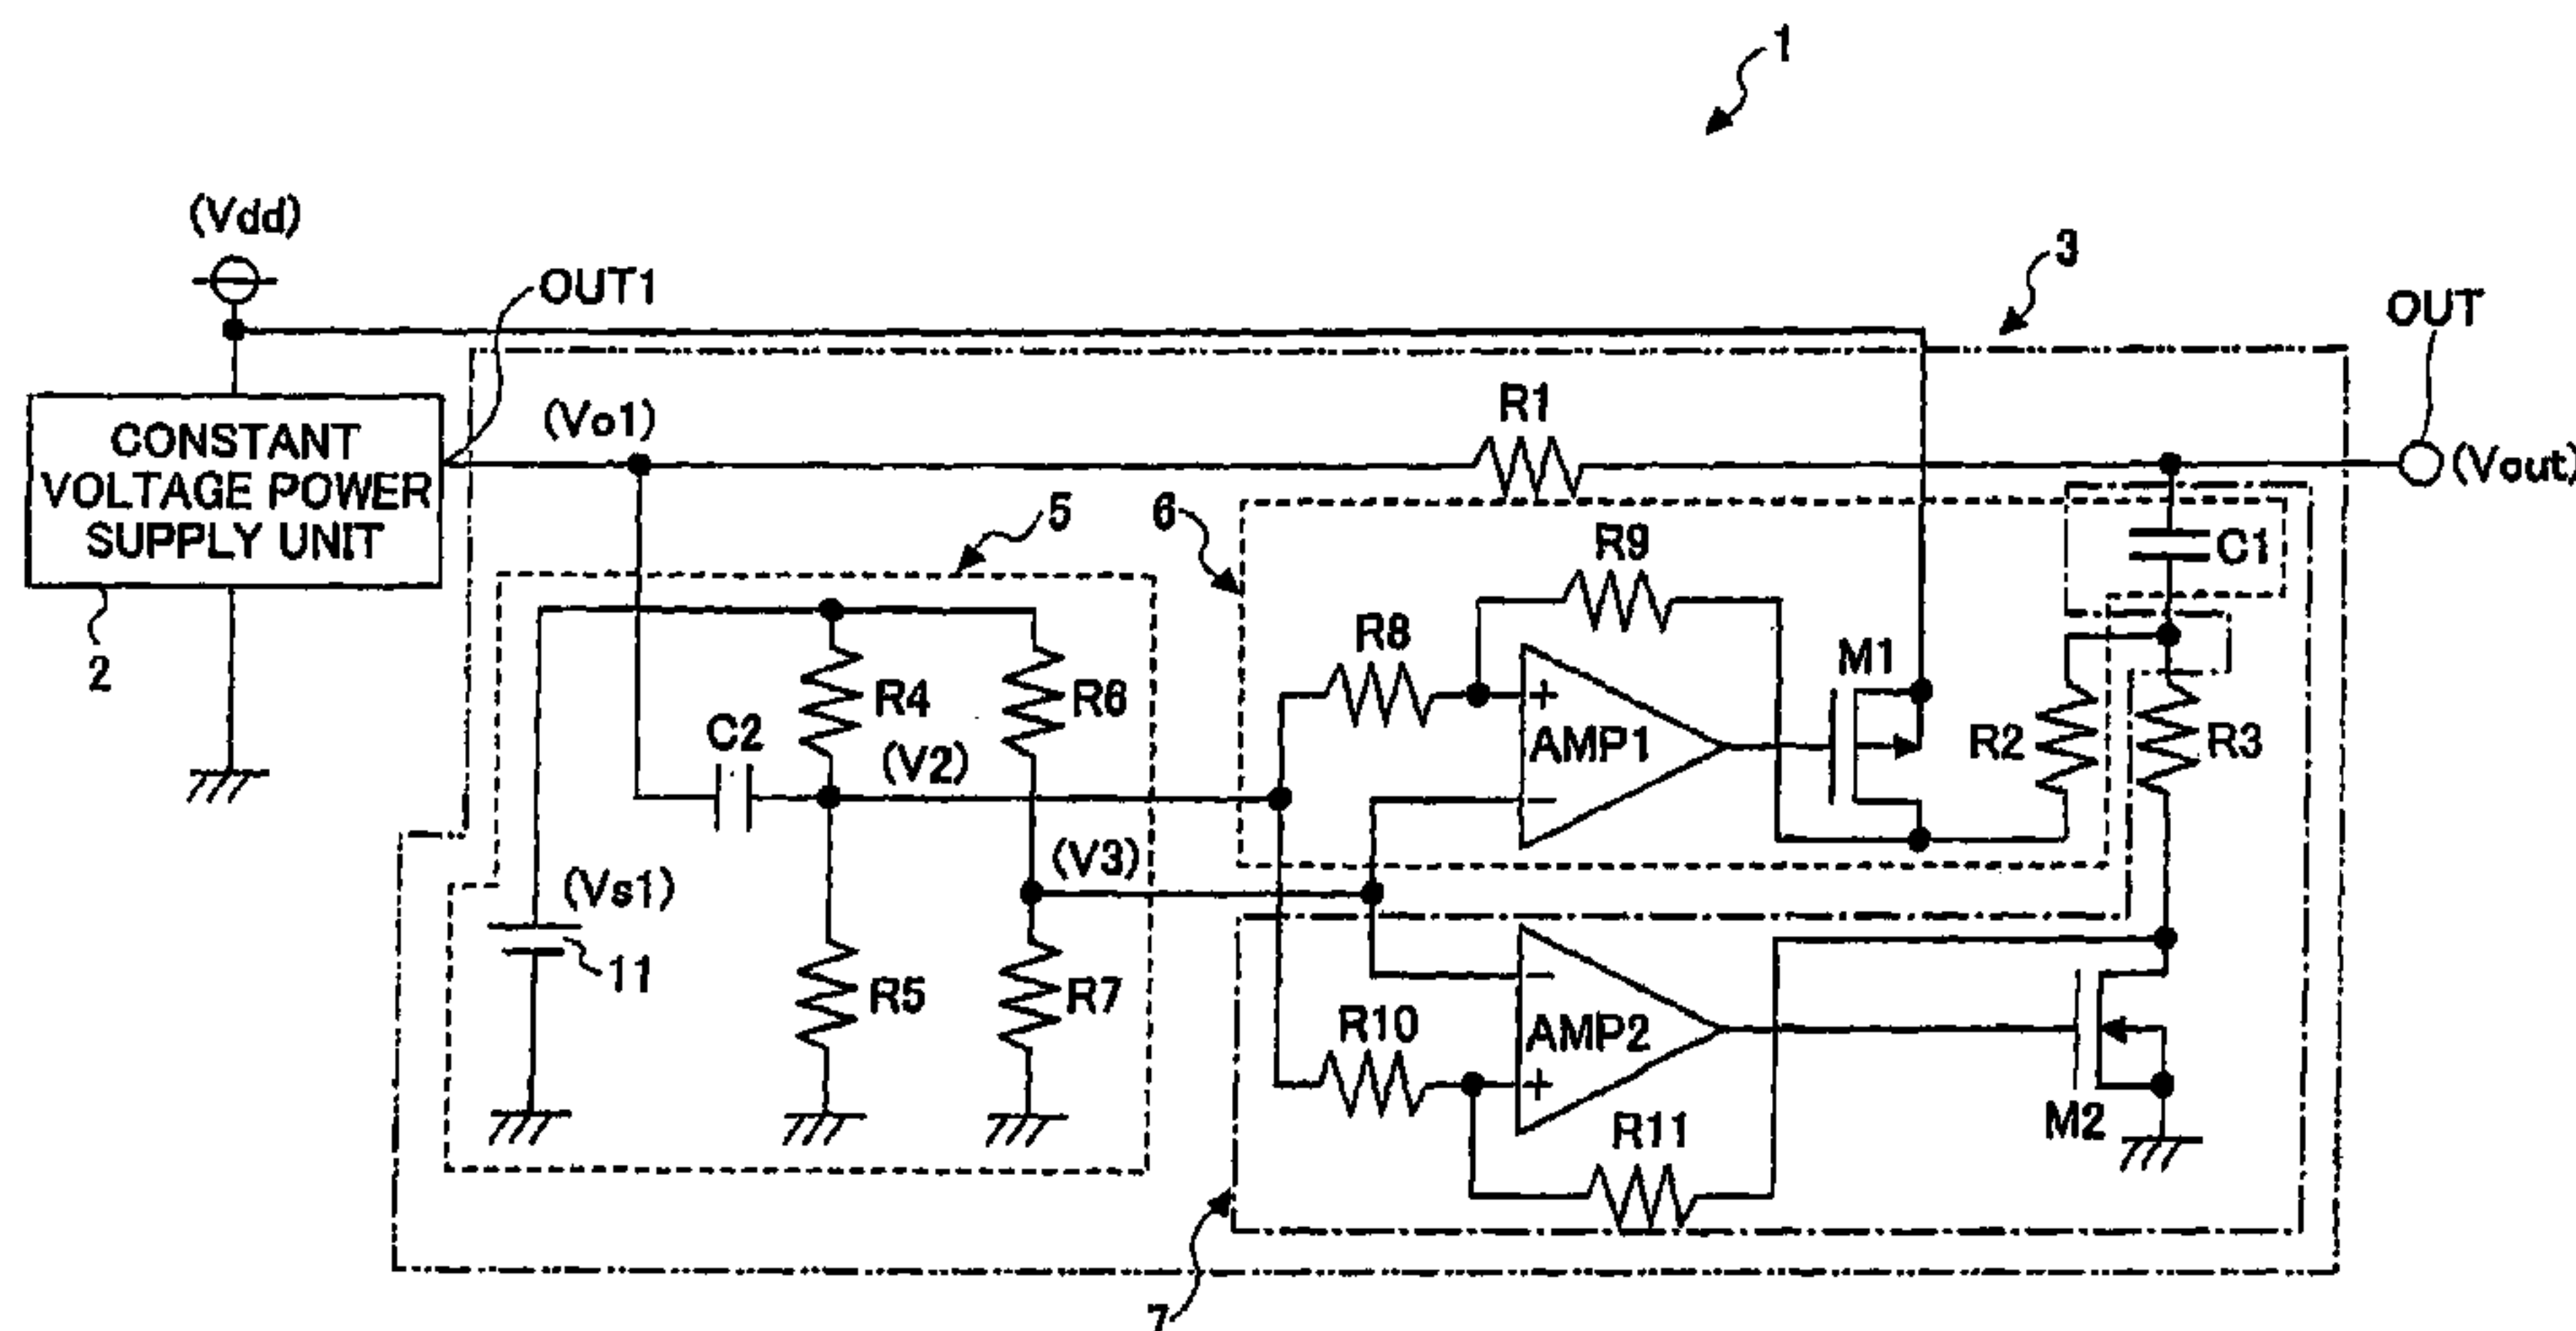 1
(Vdd)
3
OUT1
OUT
(Vo1)
R1
(Vout)
CONSTANT
VOLTAGE POWER
SUPPLY UNIT
2
5
6
R9
C1
R8
M1
R4
R6
C2
(V2)
+
AMP1
−
R2
R3
(V3)
(Vs1)
11
R5
R7
R10
−
AMP2
+
R11
M2
7